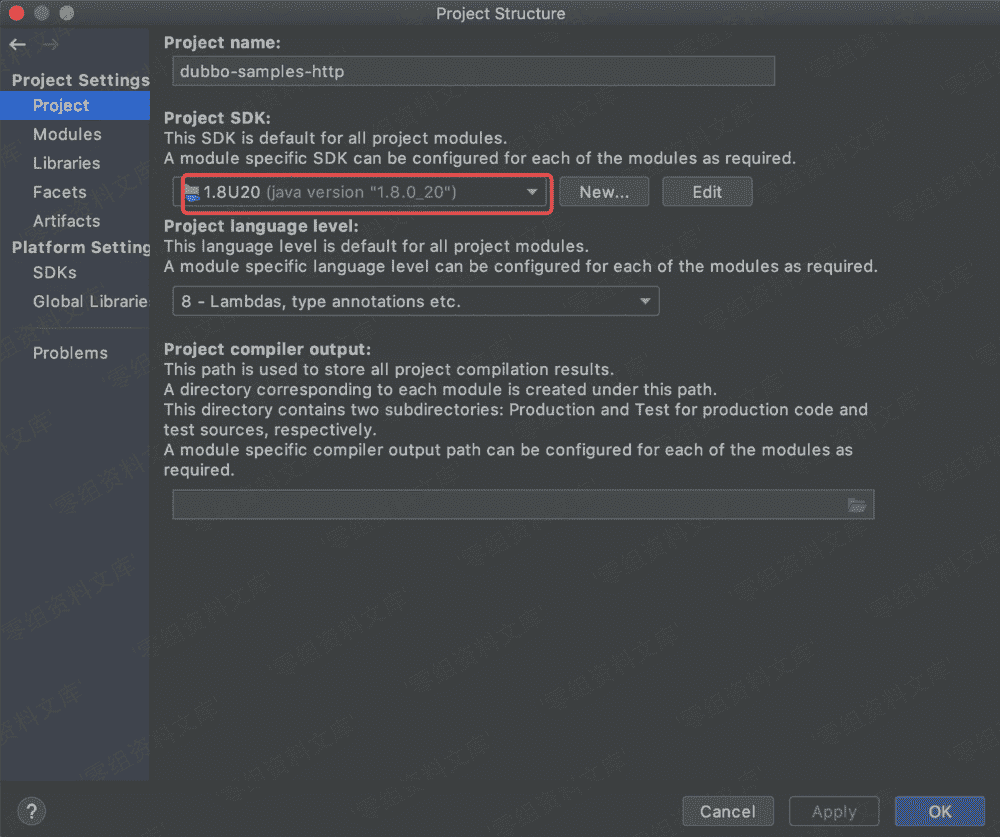 Project Structure
Project Settings
Project
Modules
Libraries
Facets
Artifacts
Platform Setting
SDKs
Global Librarie
Problems
Project name:
dubbo-samples-http
Project SDK:
This SDK is default for all project modules.
A module specific SDK can be configured for each of the modules as required.
1.8U20 (java version "1.8.0_20")
New...
Edit
Project language level:
This language level is default for all project modules.
A module specific language level can be configured for each of the modules as required.
8 - Lambdas, type annotations etc.
Project compiler output:
This path is used to store all project compilation results.
A directory corresponding to each module is created under this path.
This directory contains two subdirectories: Production and Test for production code and
test sources, respectively.
A module specific compiler output path can be configured for each of the modules as
required.
?
Cancel
Apply
OK
零组资料文库